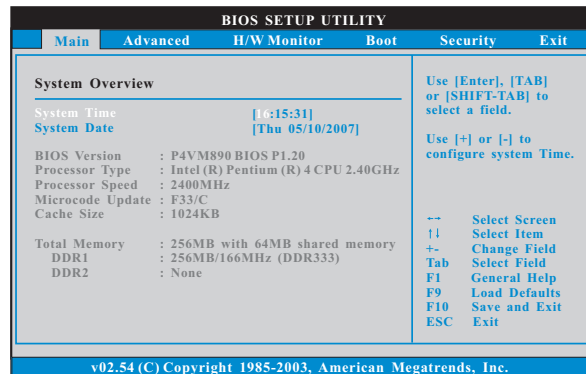 BIOS SETUP UTILITY
Main Advanced H/W Monitor Boot Security Exit
System Overview
System Time [16:15:31]
System Date [Thu 05/10/2007]
BIOS Version : P4VM890 BIOS P1.20
Processor Type : Intel (R) Pentium (R) 4 CPU 2.40GHz
Processor Speed : 2400MHz
Microcode Update : F33/C
Cache Size : 1024KB
Total Memory : 256MB with 64MB shared memory
DDR1 : 256MB/166MHz (DDR333)
DDR2 : None
Use [Enter], [TAB]
or [SHIFT-TAB] to
select a field.
Use [+] or [-] to
configure system Time.
←→ Select Screen
↑↓ Select Item
+- Change Field
Tab Select Field
F1 General Help
F9 Load Defaults
F10 Save and Exit
ESC Exit
v02.54 (C) Copyright 1985-2003, American Megatrends, Inc.